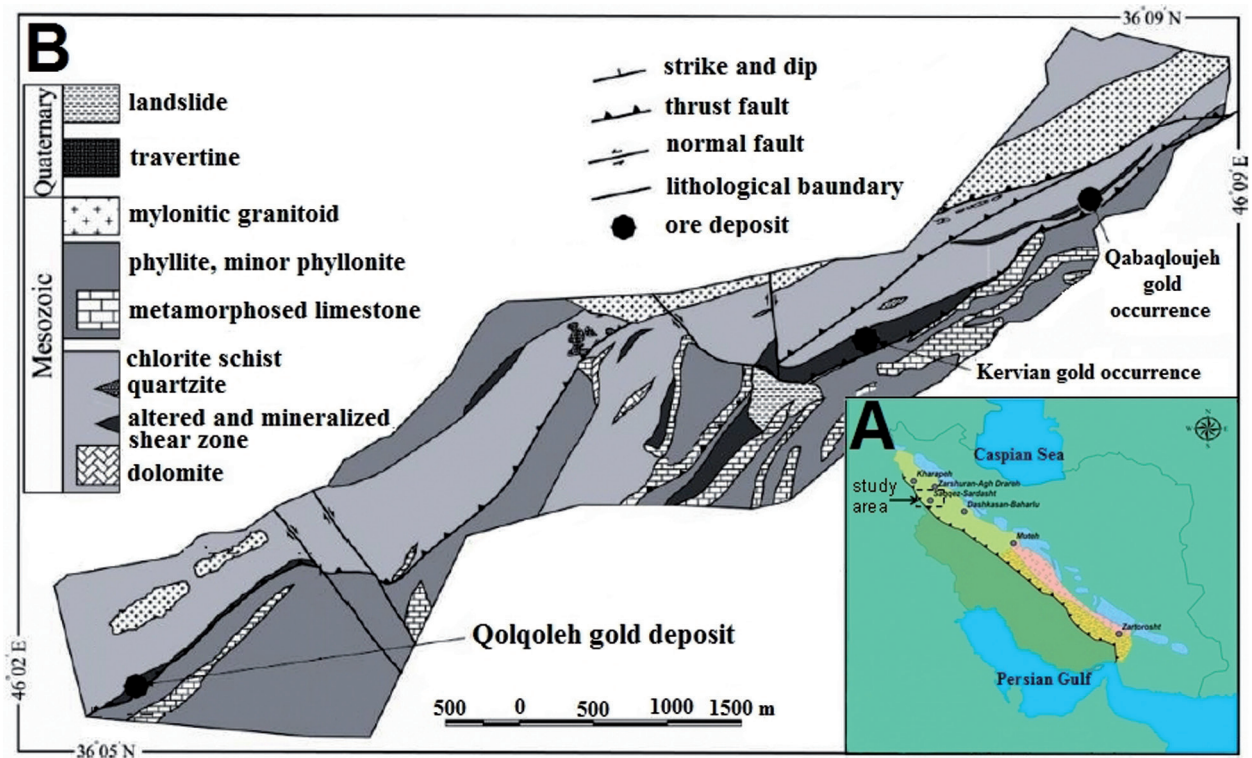 B
36°09' N
46°09' E
46°02' E
36°05' N
Quaternary
Mesozoic
landslide
travertine
mylonitic granitoid
phyllite, minor phyllonite
metamorphosed limestone
chlorite schist
quartzite
altered and mineralized
shear zone
dolomite
strike and dip
thrust fault
normal fault
lithological baundary
ore deposit
Qabaqloujeh
gold
occurrence
Kervian gold occurrence
Qolqoleh gold deposit
500 0 500 1000 1500 m
A
N
W E
S
Caspian Sea
study
area
Kharapeh
Zarshuran-Agh Drareh
Saqqez-Sardasht
Dashkasan-Baharlu
Muteh
Zartorosht
Persian Gulf